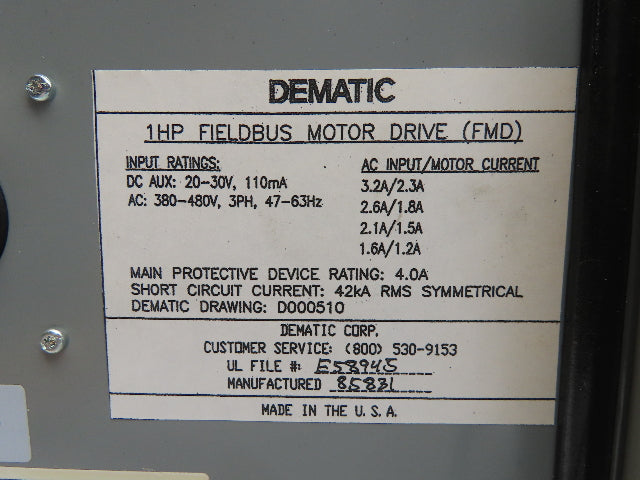 DEMATIC
1HP FIELDBUS MOTOR DRIVE (FMD)
INPUT RATINGS:
DC AUX: 20-30V, 110mA
AC: 380-480V, 3PH, 47-63Hz
AC INPUT/MOTOR CURRENT
3.2A/2.3A
2.6A/1.8A
2.1A/1.5A
1.6A/1.2A
MAIN PROTECTIVE DEVICE RATING: 4.0A
SHORT CIRCUIT CURRENT: 42kA RMS SYMMETRICAL
DEMATIC DRAWING: D000510
DEMATIC CORP.
CUSTOMER SERVICE: (800) 530-9153
UL FILE #: E58945
MANUFACTURED 85831
MADE IN THE U.S.A.